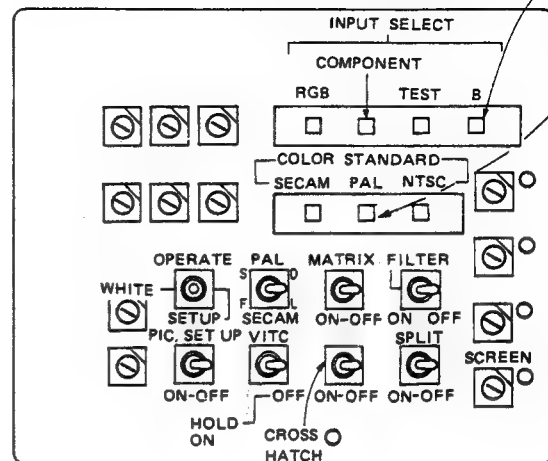 INPUT SELECT
COMPONENT
RGB TEST B
COLOR STANDARD
SECAM PAL NTSC
OPERATE PAL MATRIX FILTER
S D
WHITE
F L
SETUP SECAM ON-OFF ON OFF
PIC. SET UP VITC SPLIT SCREEN
ON-OFF OFF ON-OFF ON-OFF
HOLD
ON
CROSS
HATCH